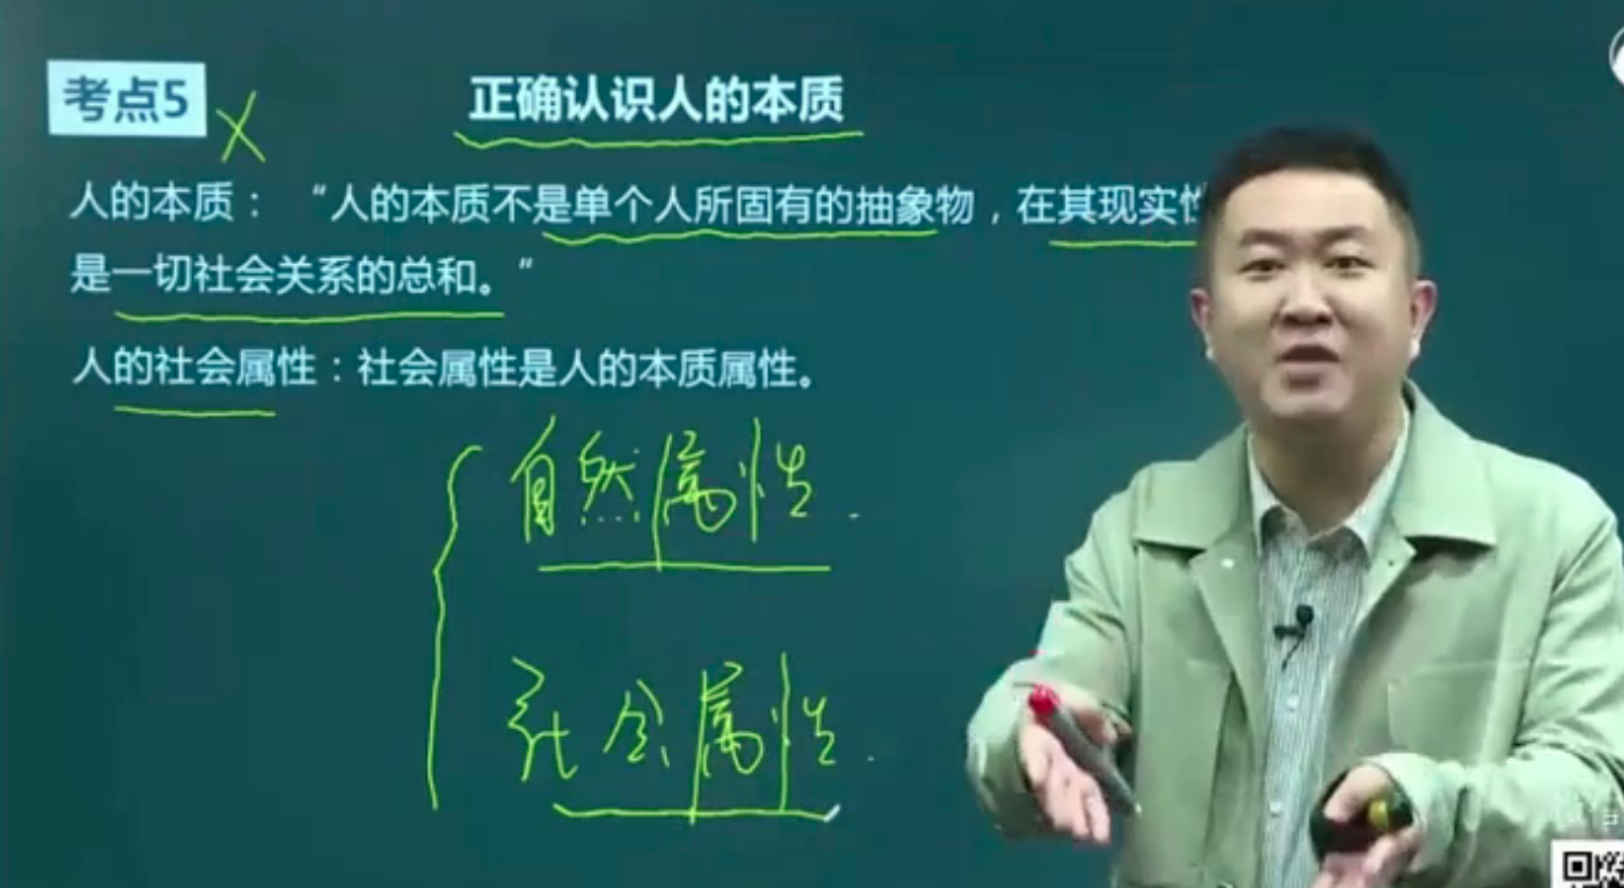 考点5
正确认识人的本质
人的本质：“人的本质不是单个人所固有的抽象物，在其现实性
是一切社会关系的总和。”
人的社会属性：社会属性是人的本质属性。
自然属性.
社会属性.